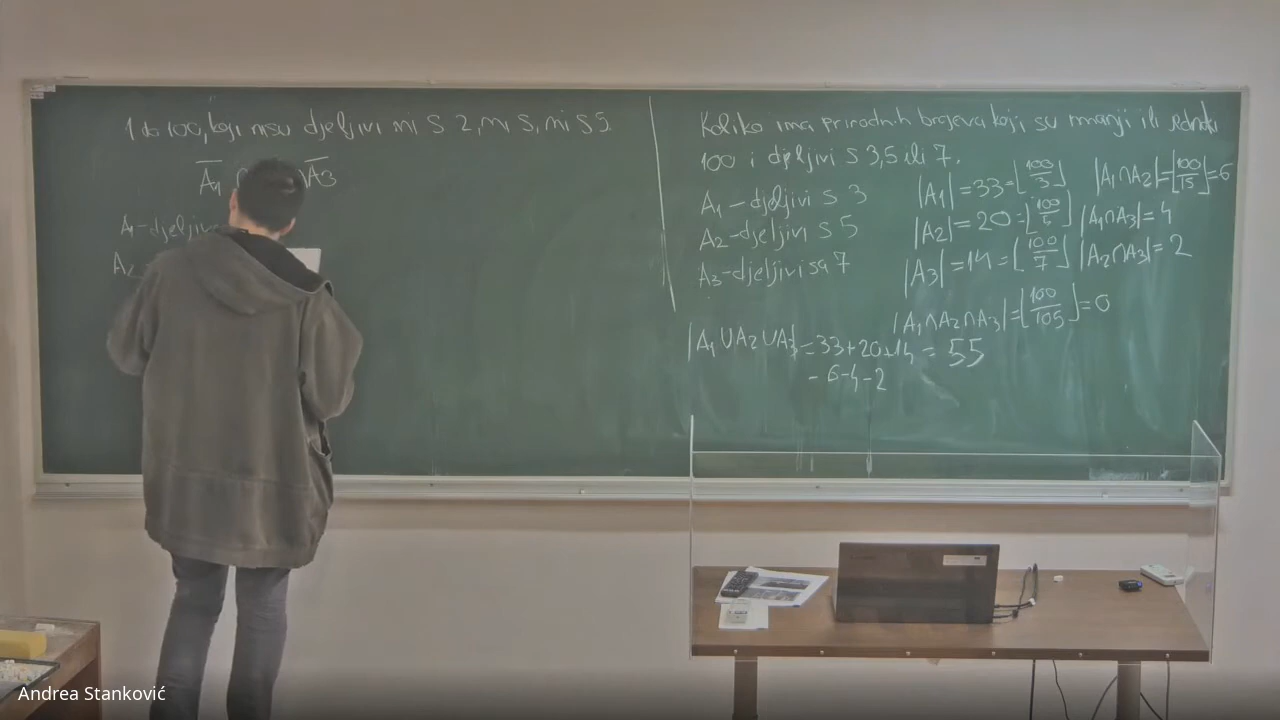 1 do 100, koji nisu djeljivi ni s 2, ni s, ni s 5.
A̅₁ ∩ ∩A̅₃
A₁-djeljiv
A₂
Koliko ima prirodnih brojeva koji su manji ili jednaki
100 i djeljivi s 3,5 ili 7.
A₁ – djeljivi s 3
A₂-djeljivi s 5
A₃-djeljivi sa 7
|A₁| = 33 = ⌊100/3⌋
|A₂| = 20 = ⌊100/5⌋
|A₃| = 14 = ⌊100/7⌋
|A₁∩A₂| = ⌊100/15⌋ = 6
|A₁∩A₃| = 4
|A₂∩A₃| = 2
|A₁∩A₂∩A₃| = ⌊100/105⌋ = 0
|A₁∪A₂∪A₃| = 33+20+14 = 55
- 6-4-2
Andrea Stanković